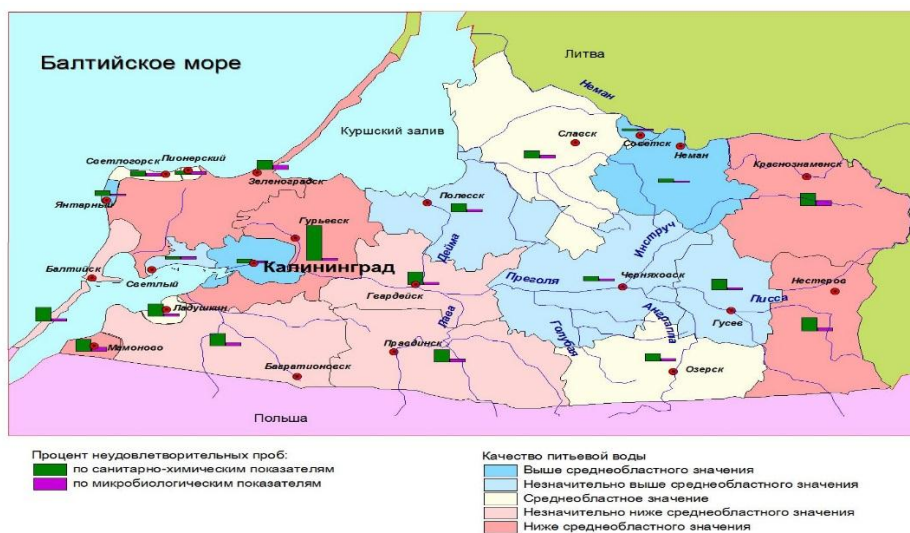 Балтийское море
Литва
Неман
Куршский залив
Славск
Советск
Неман
Светлогорск
Пионерский
Зеленоградск
Краснознаменск
Янтарный
Полесск
Гурьевск
Дейма
Инструч
Балтийск
Калининград
Светлый
Преголя
Черняховск
Нестеров
Гвардейск
Писса
Ладушкин
Лава
Голубая
Анграппа
Гусев
Мамоново
Правдинск
Багратионовск
Озерск
Польша
Процент неудовлетворительных проб:
по санитарно-химическим показателям
по микробиологическим показателям
Качество питьевой воды
Выше среднеобластного значения
Незначительно выше среднеобластного значения
Среднеобластное значение
Незначительно ниже среднеобластного значения
Ниже среднеобластного значения